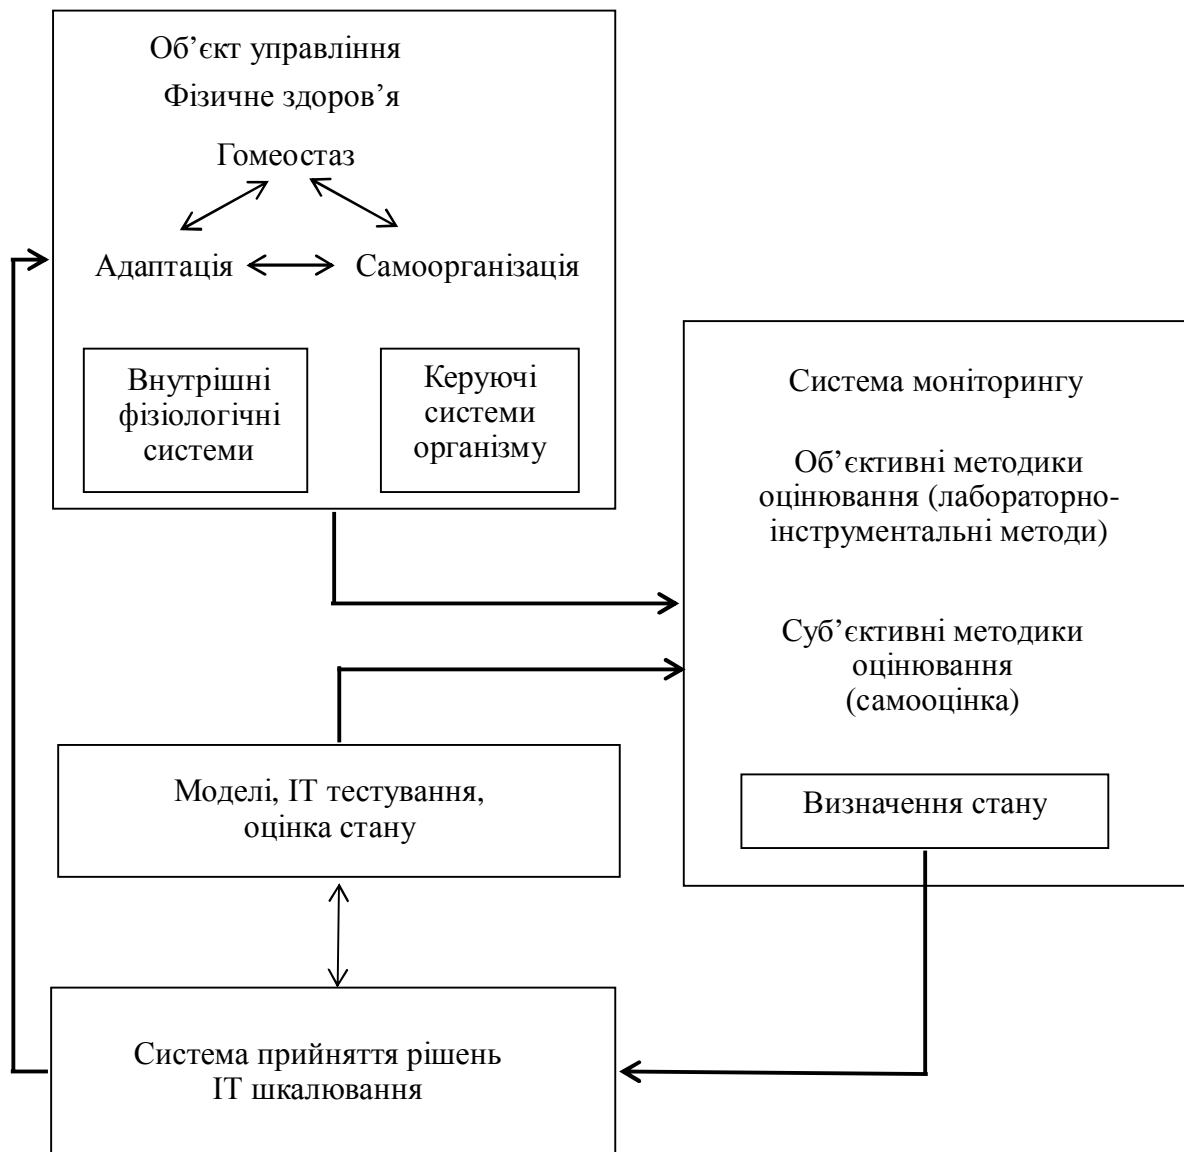 Об’єкт управління
Фізичне здоров’я
Гомеостаз
Адаптація
Самоорганізація
Внутрішні
фізіологічні
системи
Керуючі
системи
організму
Система моніторингу
Об’єктивні методики
оцінювання (лабораторно-
інструментальні методи)
Суб’єктивні методики
оцінювання
(самооцінка)
Визначення стану
Моделі, ІТ тестування,
оцінка стану
Система прийняття рішень
ІТ шкалювання